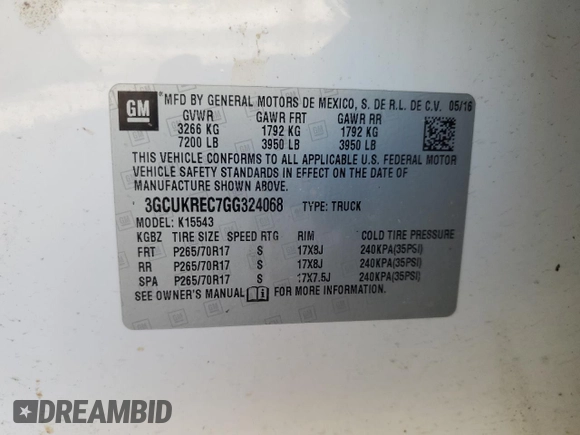 GM
*MFD BY GENERAL MOTORS DE MEXICO, S. DE R.L. DE C.V. 05/16
GVWR GAWR FRT GAWR RR
3266 KG 1792 KG 1792 KG
7200 LB 3950 LB 3950 LB
THIS VEHICLE CONFORMS TO ALL APPLICABLE U.S. FEDERAL MOTOR
VEHICLE SAFETY STANDARDS IN EFFECT ON THE DATE OF
MANUFACTURE SHOWN ABOVE.
3GCUKREC7GG324068 TYPE: TRUCK
MODEL: K15543
KGBZ TIRE SIZE SPEED RTG RIM COLD TIRE PRESSURE
FRT P265/70R17 S 17X8J 240KPA(35PSI)
RR P265/70R17 S 17X8J 240KPA(35PSI)
SPA P265/70R17 S 17X7.5J 240KPA(35PSI)
SEE OWNER'S MANUAL i FOR MORE INFORMATION.
DREAMBID